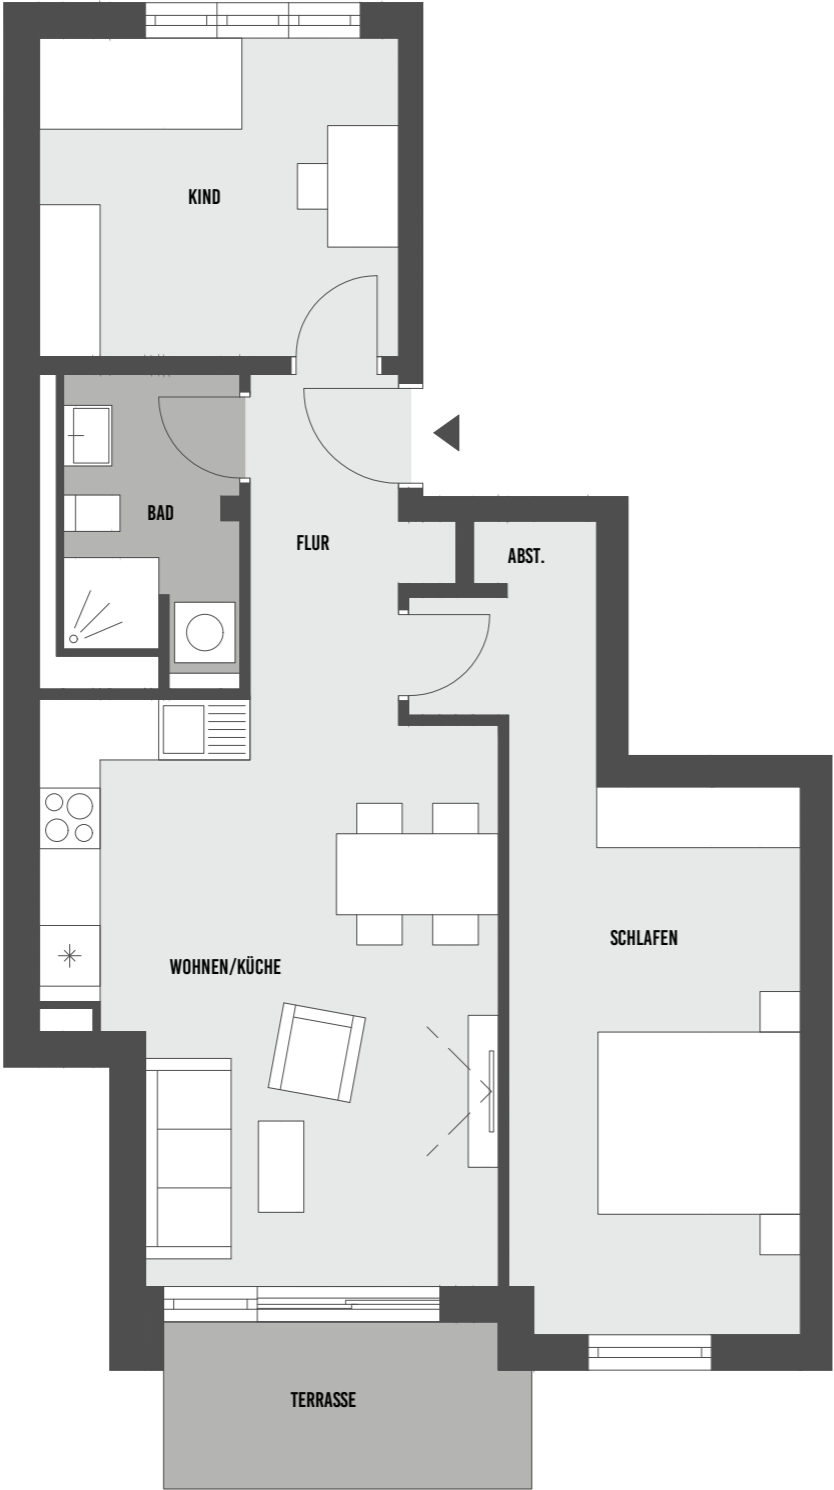 KIND
BAD
FLUR
ABST.
SCHLAFEN
WOHNEN/KÜCHE
TERRASSE